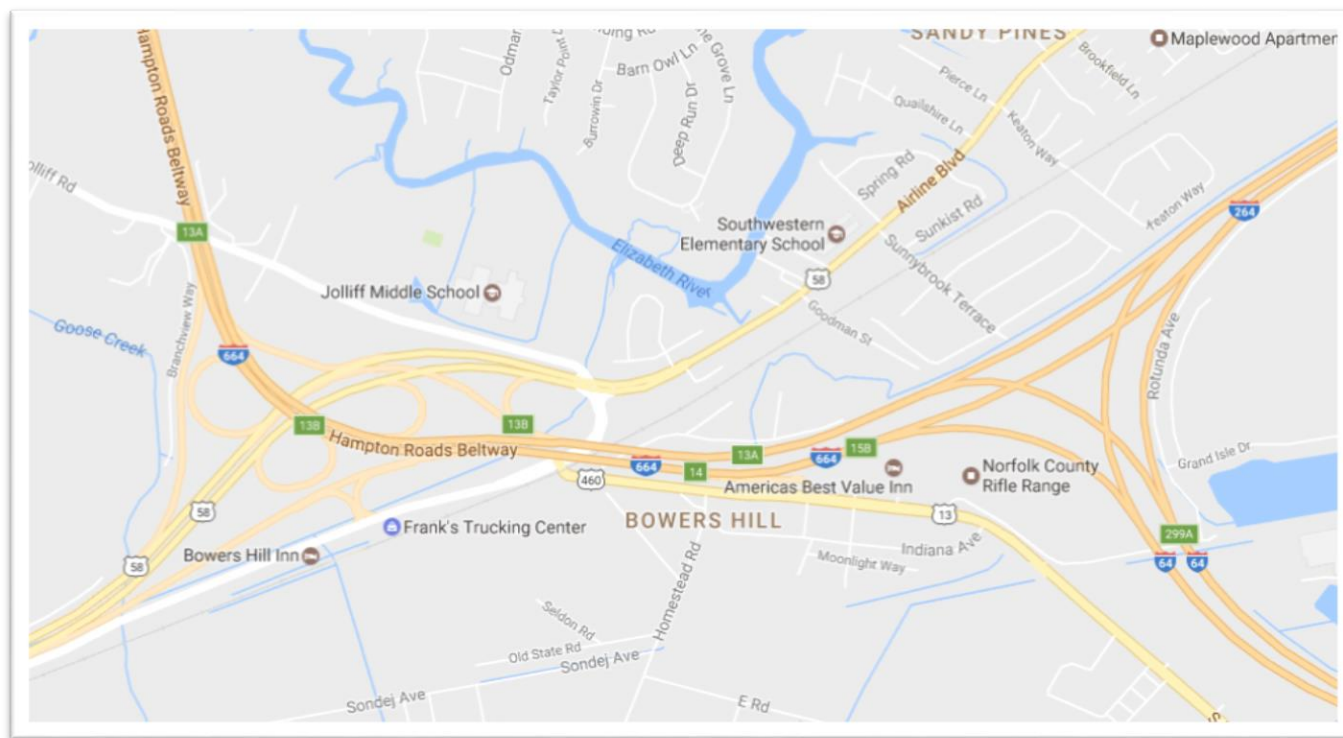 SANDY PINES
Maplewood Apartmen
Hampton Roads Beltway
Odmar
Taylor Point D
Barn Owl Ln
Burrowin Dr
Deep Run Dr
ne Grove Ln
Pierce Ln
Brookfield Ln
Quailshire Ln
Keaton Way
olliff Rd
Spring Rd
Airline Blvd
Sunkist Rd
Keaton Way
264
13A
Southwestern
Elementary School
Elizabeth River
Sunnybrook Terrace
58
Jolliff Middle School
Goodman St
Goose Creek
Branchview Way
664
Rotunda Ave
13B
13B
Hampton Roads Beltway
664
13A
14
664
15B
460
Americas Best Value Inn
Norfolk County
Rifle Range
Grand Isle Dr
58
Frank's Trucking Center
BOWERS HILL
13
Indiana Ave
299A
Bowers Hill Inn
58
Moonlight Way
64
64
Homestead Rd
Seldon Rd
Old State Rd
Sondej Ave
Sondej Ave
E Rd
S